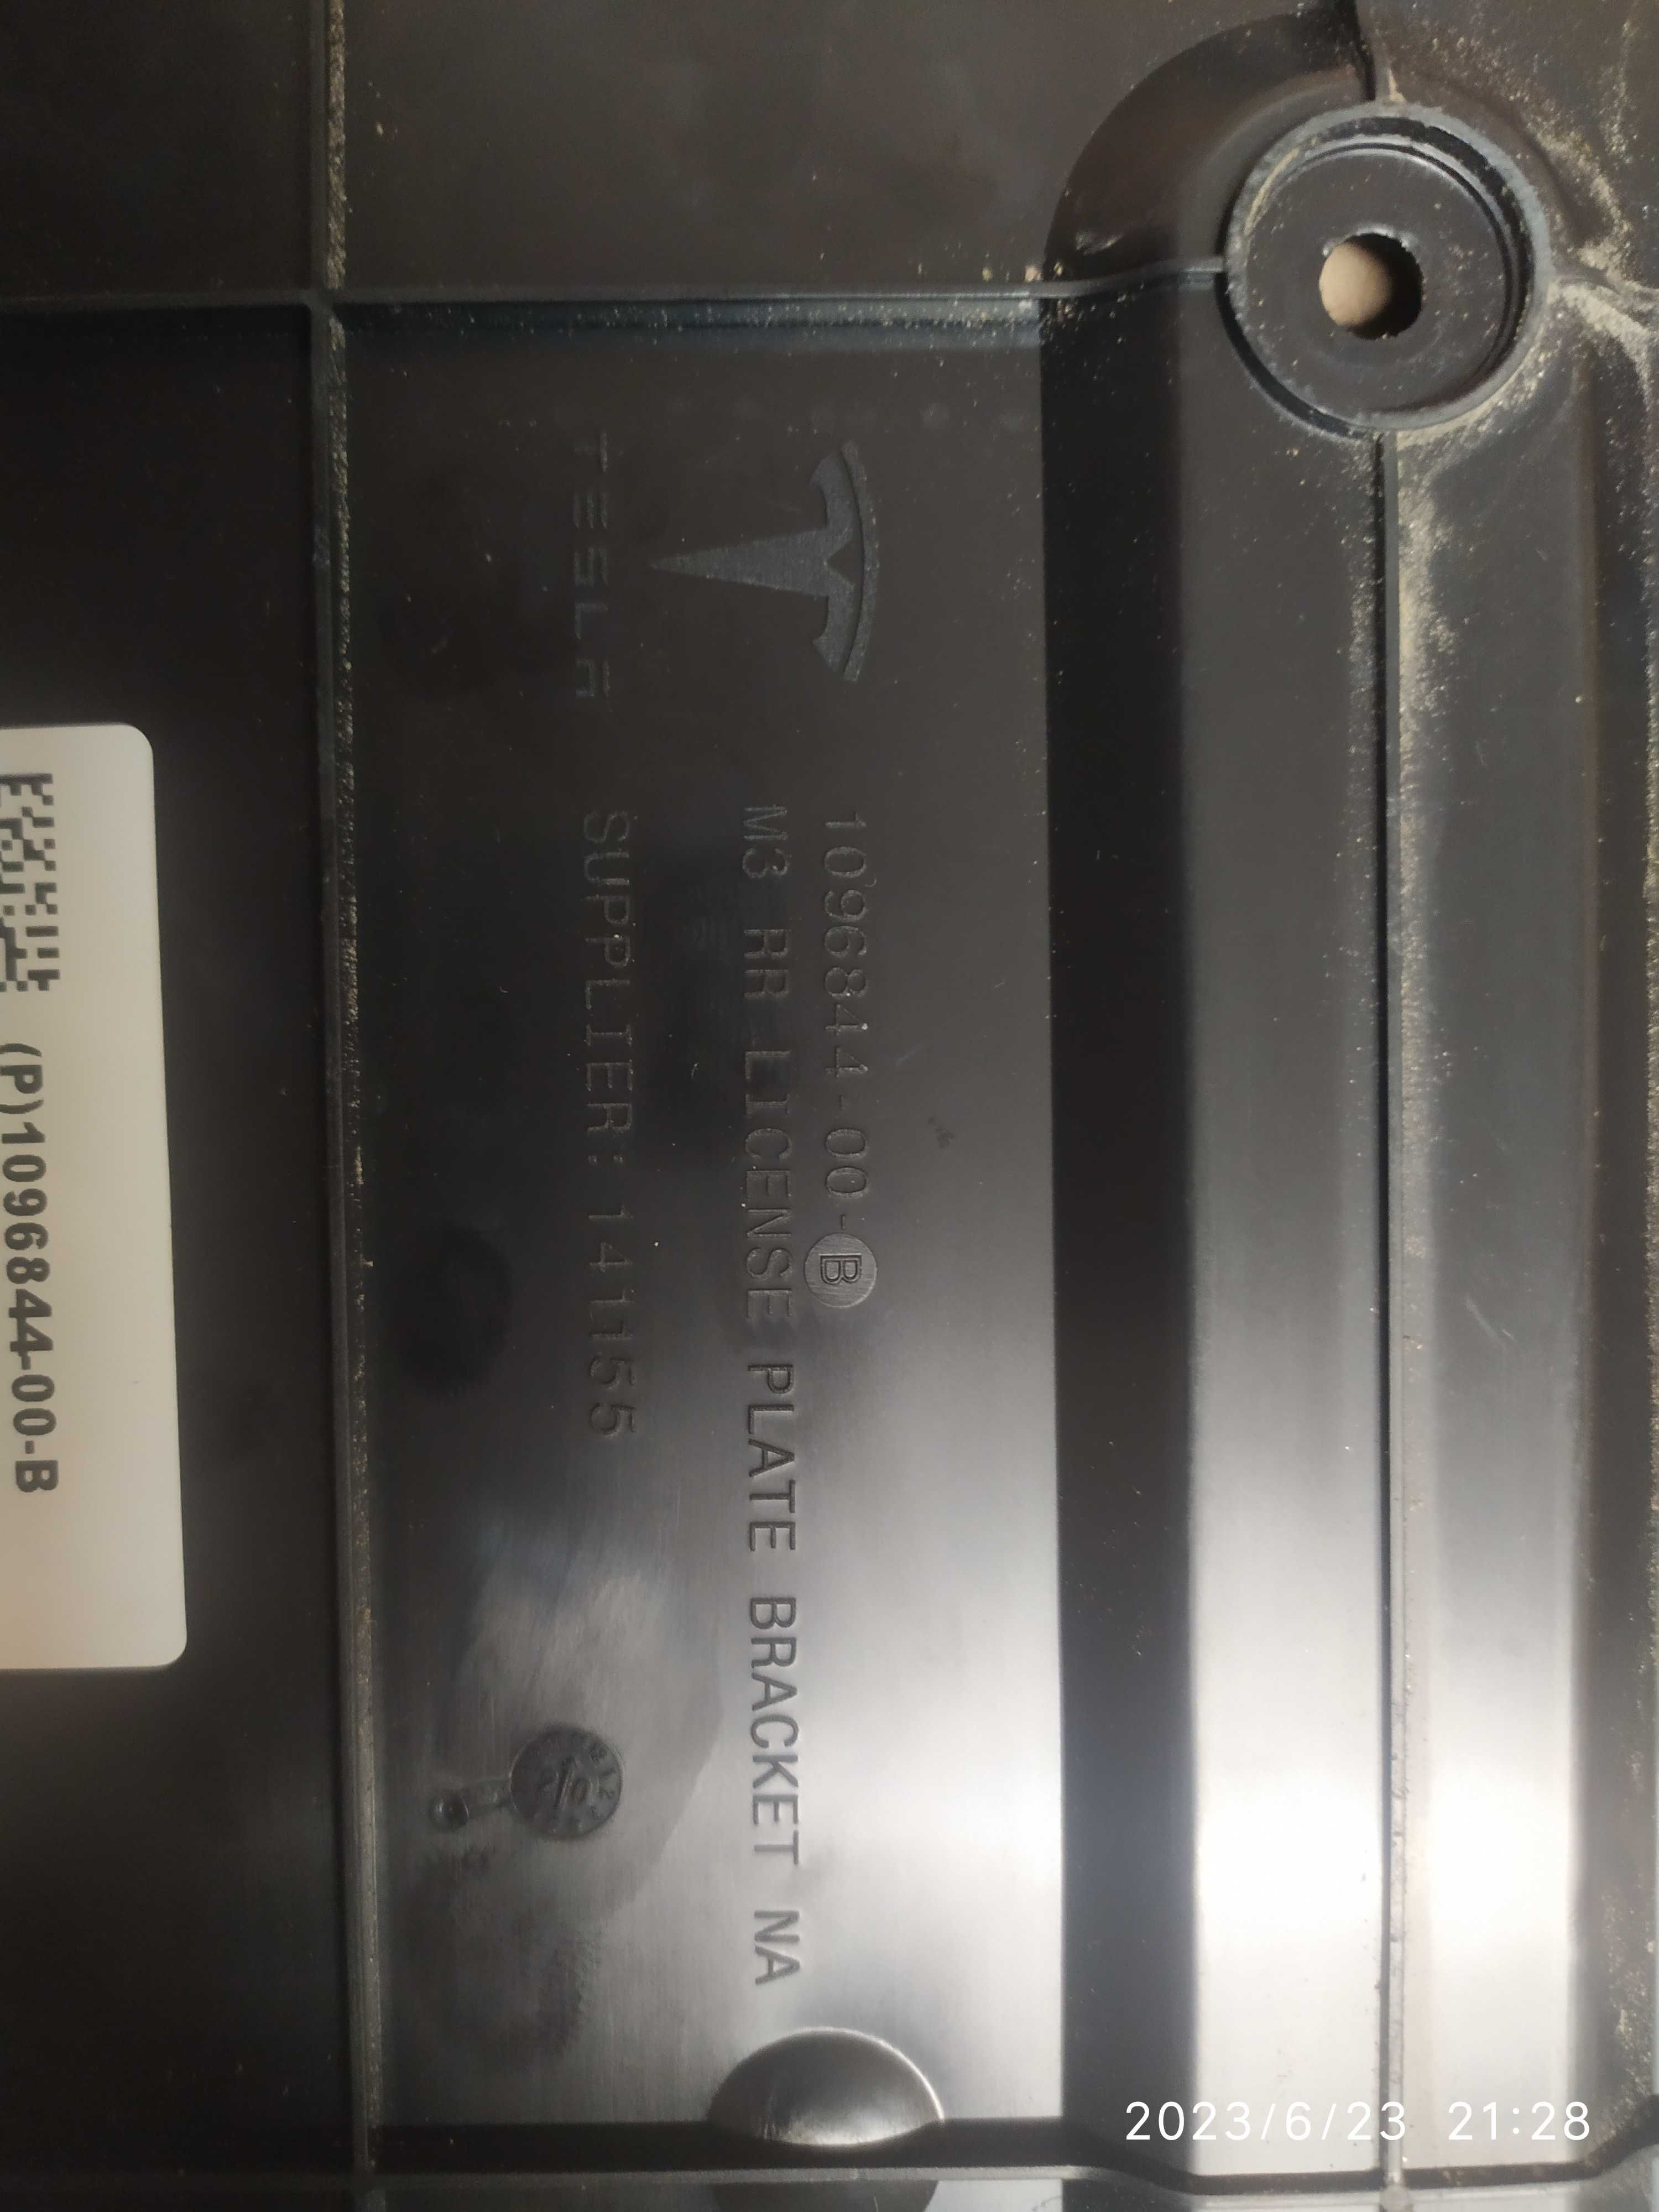 1096844-00-B
M3 RR LICENSE PLATE BRACKET NA
TESLA
SUPPLIER: 141155
(P)1096844-00-B
2023/6/23 21:28